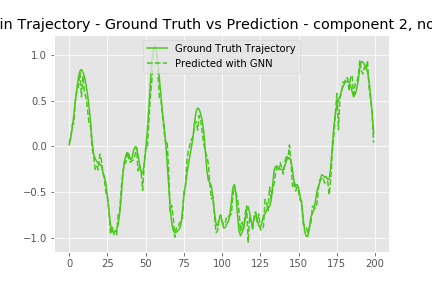 in Trajectory - Ground Truth vs Prediction - component 2, no
Ground Truth Trajectory
Predicted with GNN
1.0
0.5
0.0
−0.5
−1.0
0 25 50 75 100 125 150 175 200